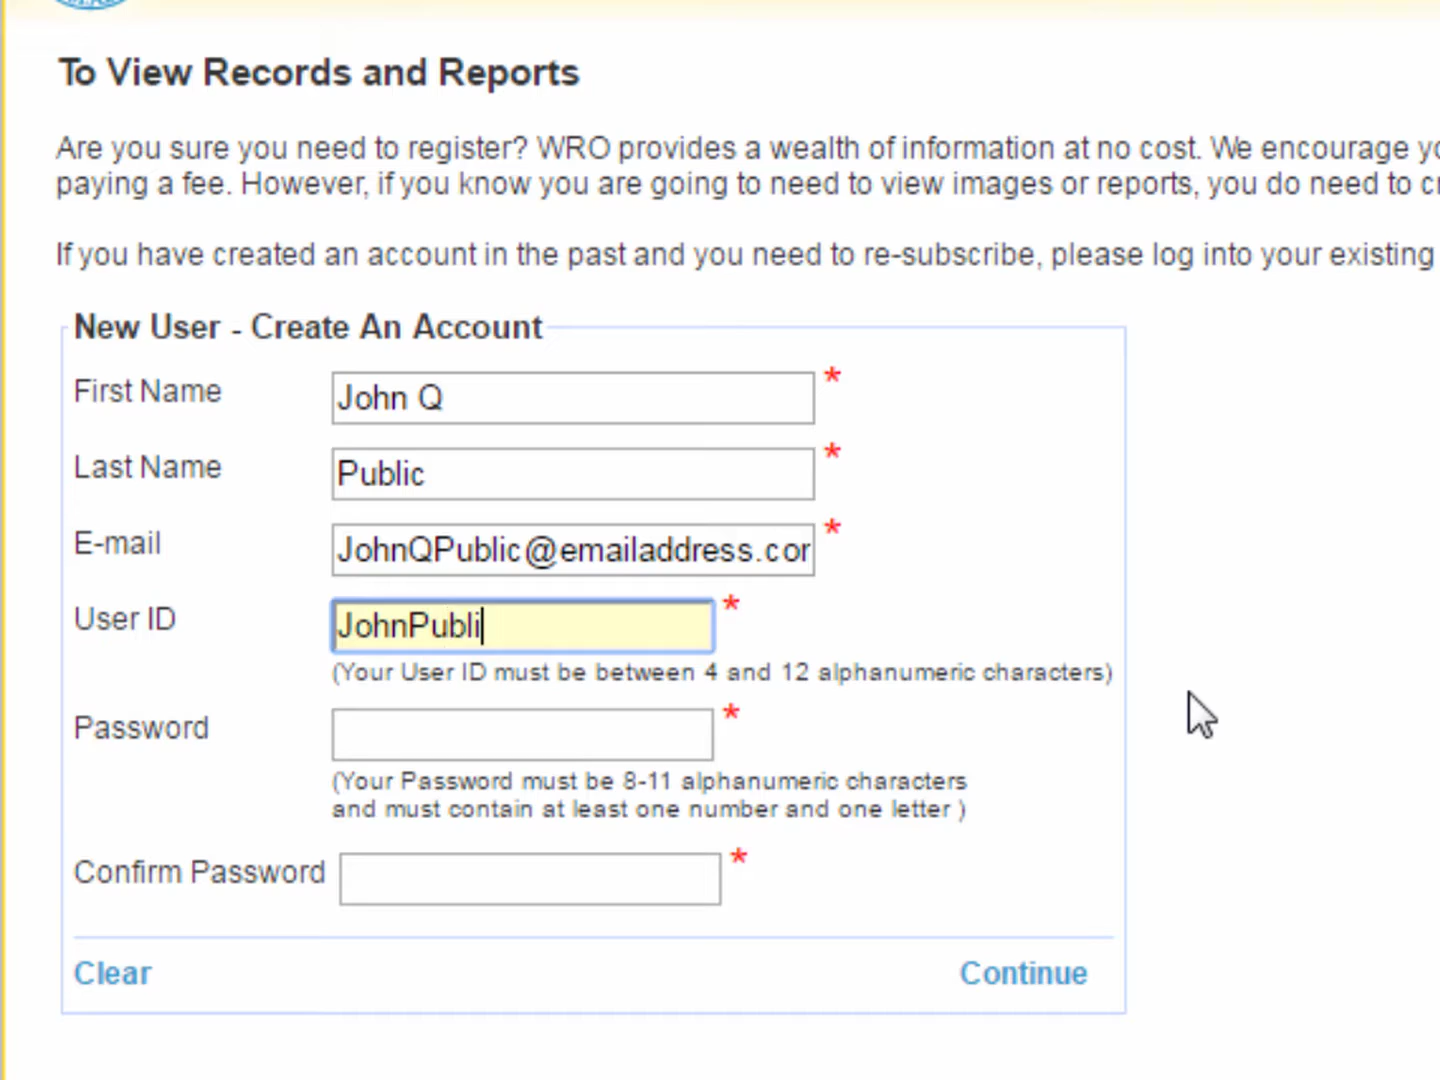 To View Records and Reports
Are you sure you need to register? WRO provides a wealth of information at no cost. We encourage
paying a fee. However, if you know you are going to need to view images or reports, you do need to
If you have created an account in the past and you need to re-subscribe, please log into your existing
New User - Create An Account
First Name John Q *
Last Name Public *
E-mail JohnQPublic@emailaddress.cor *
User ID JohnPubli *
(Your User ID must be between 4 and 12 alphanumeric characters)
Password *
(Your Password must be 8-11 alphanumeric characters
and must contain at least one number and one letter )
Confirm Password *
Clear Continue